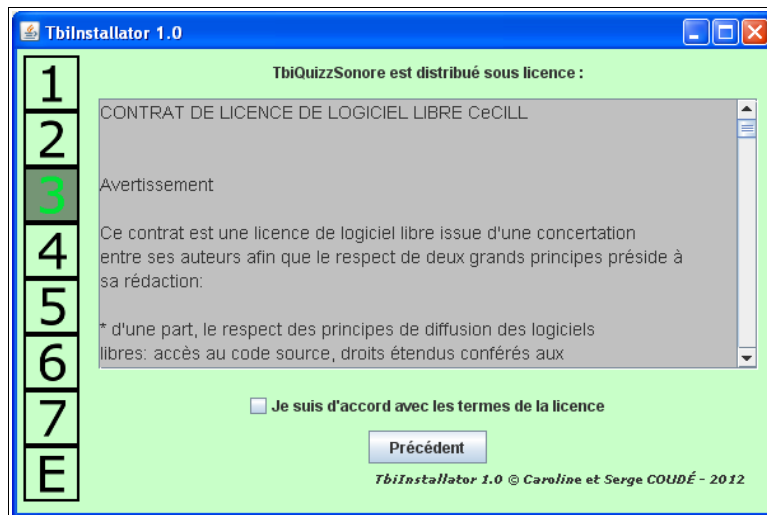 TbiInstallator 1.0
1
2
3
4
5
6
7
E
TbiQuizzSonore est distribué sous licence :
CONTRAT DE LICENCE DE LOGICIEL LIBRE CeCILL
Avertissement
Ce contrat est une licence de logiciel libre issue d'une concertation
entre ses auteurs afin que le respect de deux grands principes préside à
sa rédaction:
* d'une part, le respect des principes de diffusion des logiciels
libres: accès au code source, droits étendus conférés aux
Je suis d'accord avec les termes de la licence
Précédent
TbiInstallator 1.0 © Caroline et Serge COUDÉ - 2012